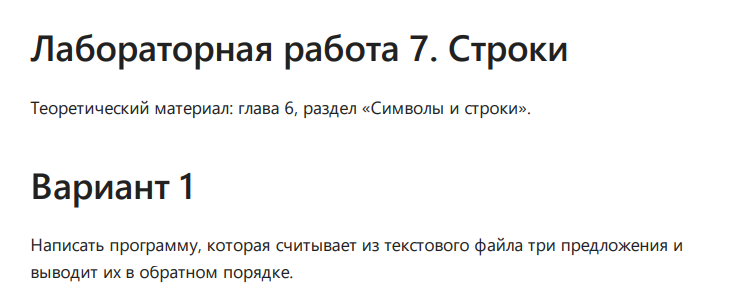 Лабораторная работа 7. Строки
Теоретический материал: глава 6, раздел «Символы и строки».
Вариант 1
Написать программу, которая считывает из текстового файла три предложения и
выводит их в обратном порядке.